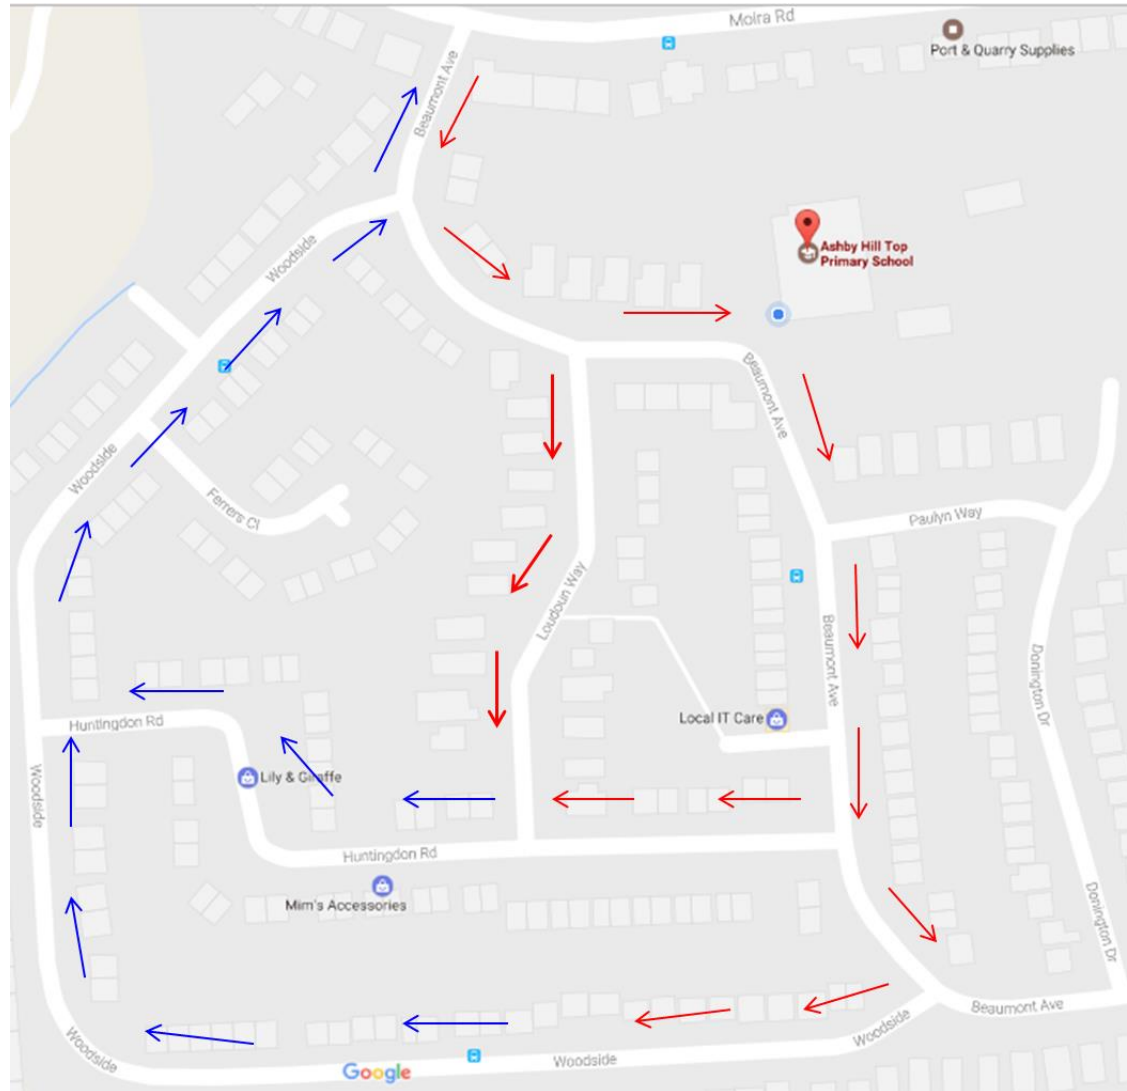 Moira Rd
Port & Quarry Supplies
Beaumont Ave
Ashby Hill Top
Primary School
Woodside
Beaumont Ave
Woodside
Ferrers Cl
Paulyn Way
Loudoun Way
Beaumont Ave
Donington Dr
Huntingdon Rd
Local IT Care
Lily & Giraffe
Woodside
Huntingdon Rd
Mim's Accessories
Donington Dr
Beaumont Ave
Woodside
Woodside
Woodside
Google